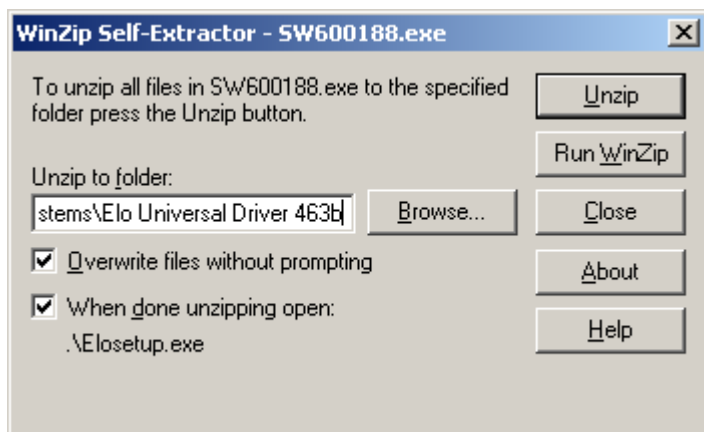 WinZip Self-Extractor - SW600188.exe
To unzip all files in SW600188.exe to the specified
folder press the Unzip button.
Unzip to folder:
stems\Elo Universal Driver 463b
Browse...
Overwrite files without prompting
When done unzipping open:
.\Elosetup.exe
Unzip
Run WinZip
Close
About
Help